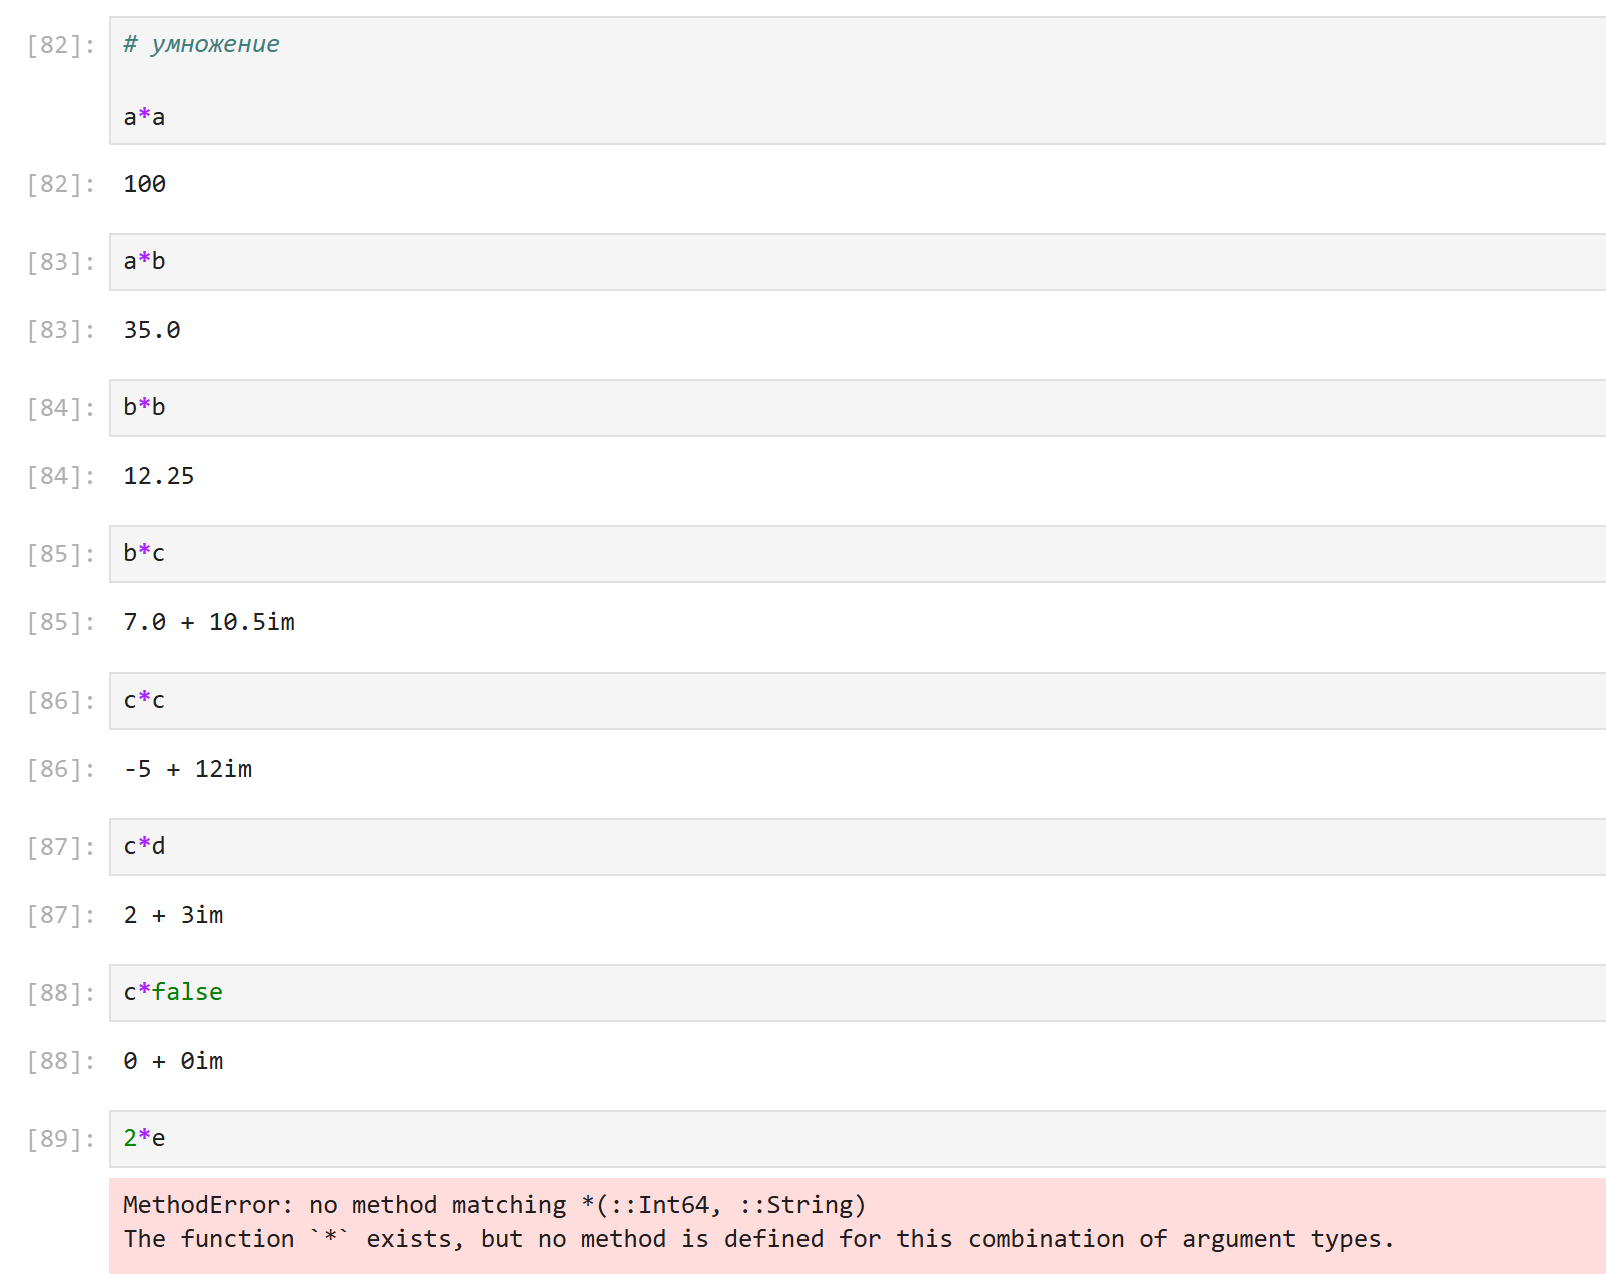 [82]: # умножение
a*a
[82]: 100
[83]: a*b
[83]: 35.0
[84]: b*b
[84]: 12.25
[85]: b*c
[85]: 7.0 + 10.5im
[86]: c*c
[86]: -5 + 12im
[87]: c*d
[87]: 2 + 3im
[88]: c*false
[88]: 0 + 0im
[89]: 2*e
MethodError: no method matching *(::Int64, ::String)
The function `*` exists, but no method is defined for this combination of argument types.